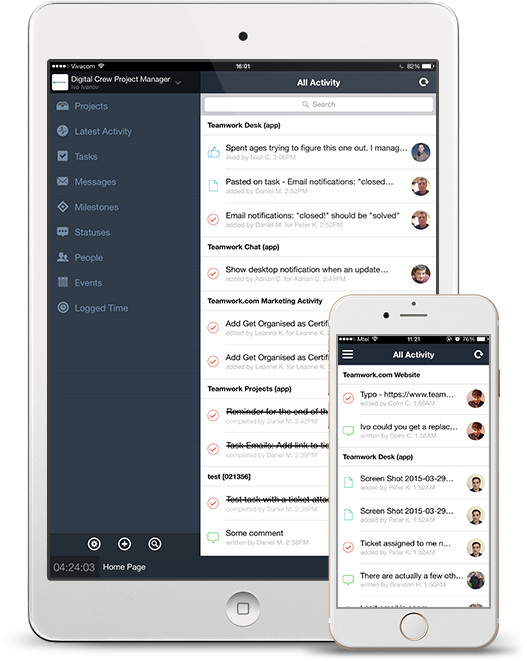 Vivacom
16:01
82%
Digital Crew Project Manager
Ivo Ivanov
All Activity
Projects
Latest Activity
Tasks
Messages
Milestones
Statuses
People
Events
Logged Time
04:24:03
Home Page
Search
Teamwork Desk (app)
Spent ages trying to figure this one out. I manag...
liked by Niall C. 3:06PM
Pasted on task - Email notifications: "closed...
added by Daniel M. 2:52PM
Email notifications: "closed!" should be "solved"
added by Daniel M. for Peter K. 2:52PM
Teamwork Chat (app)
Show desktop notification when an update...
added by Adrian C. for Adrian C. 2:49PM
Teamwork.com Marketing Activity
Add Get Organised as Certif
added by Leanne K. for Leanne K.
Add Get Organised as Certif
added by Leanne K. for Leanne K.
Teamwork Projects (app)
Reminder for the end of th
completed by Daniel M. 2:42PM
Task Emails: Add link to tic
completed by Daniel M. 2:39PM
test [021356]
Test task with a ticket attac
completed by Daniel M. 2:38PM
Some comment
written by Daniel M. 2:36PM
Mtel
11:21
76%
All Activity
Teamwork.com Website
Typo - https://www.team...
edited by Colm C. 1:56AM
Ivo could you get a replac...
written by Colm C. 1:56AM
Teamwork Desk (app)
Screen Shot 2015-03-29...
added by Peter K. 1:52AM
Screen Shot 2015-03-29...
added by Peter K. 1:52AM
Ticket assigned to me n...
added by Peter K. 1:52AM
There are actually a few oth...
written by Brandon H. 1:50AM